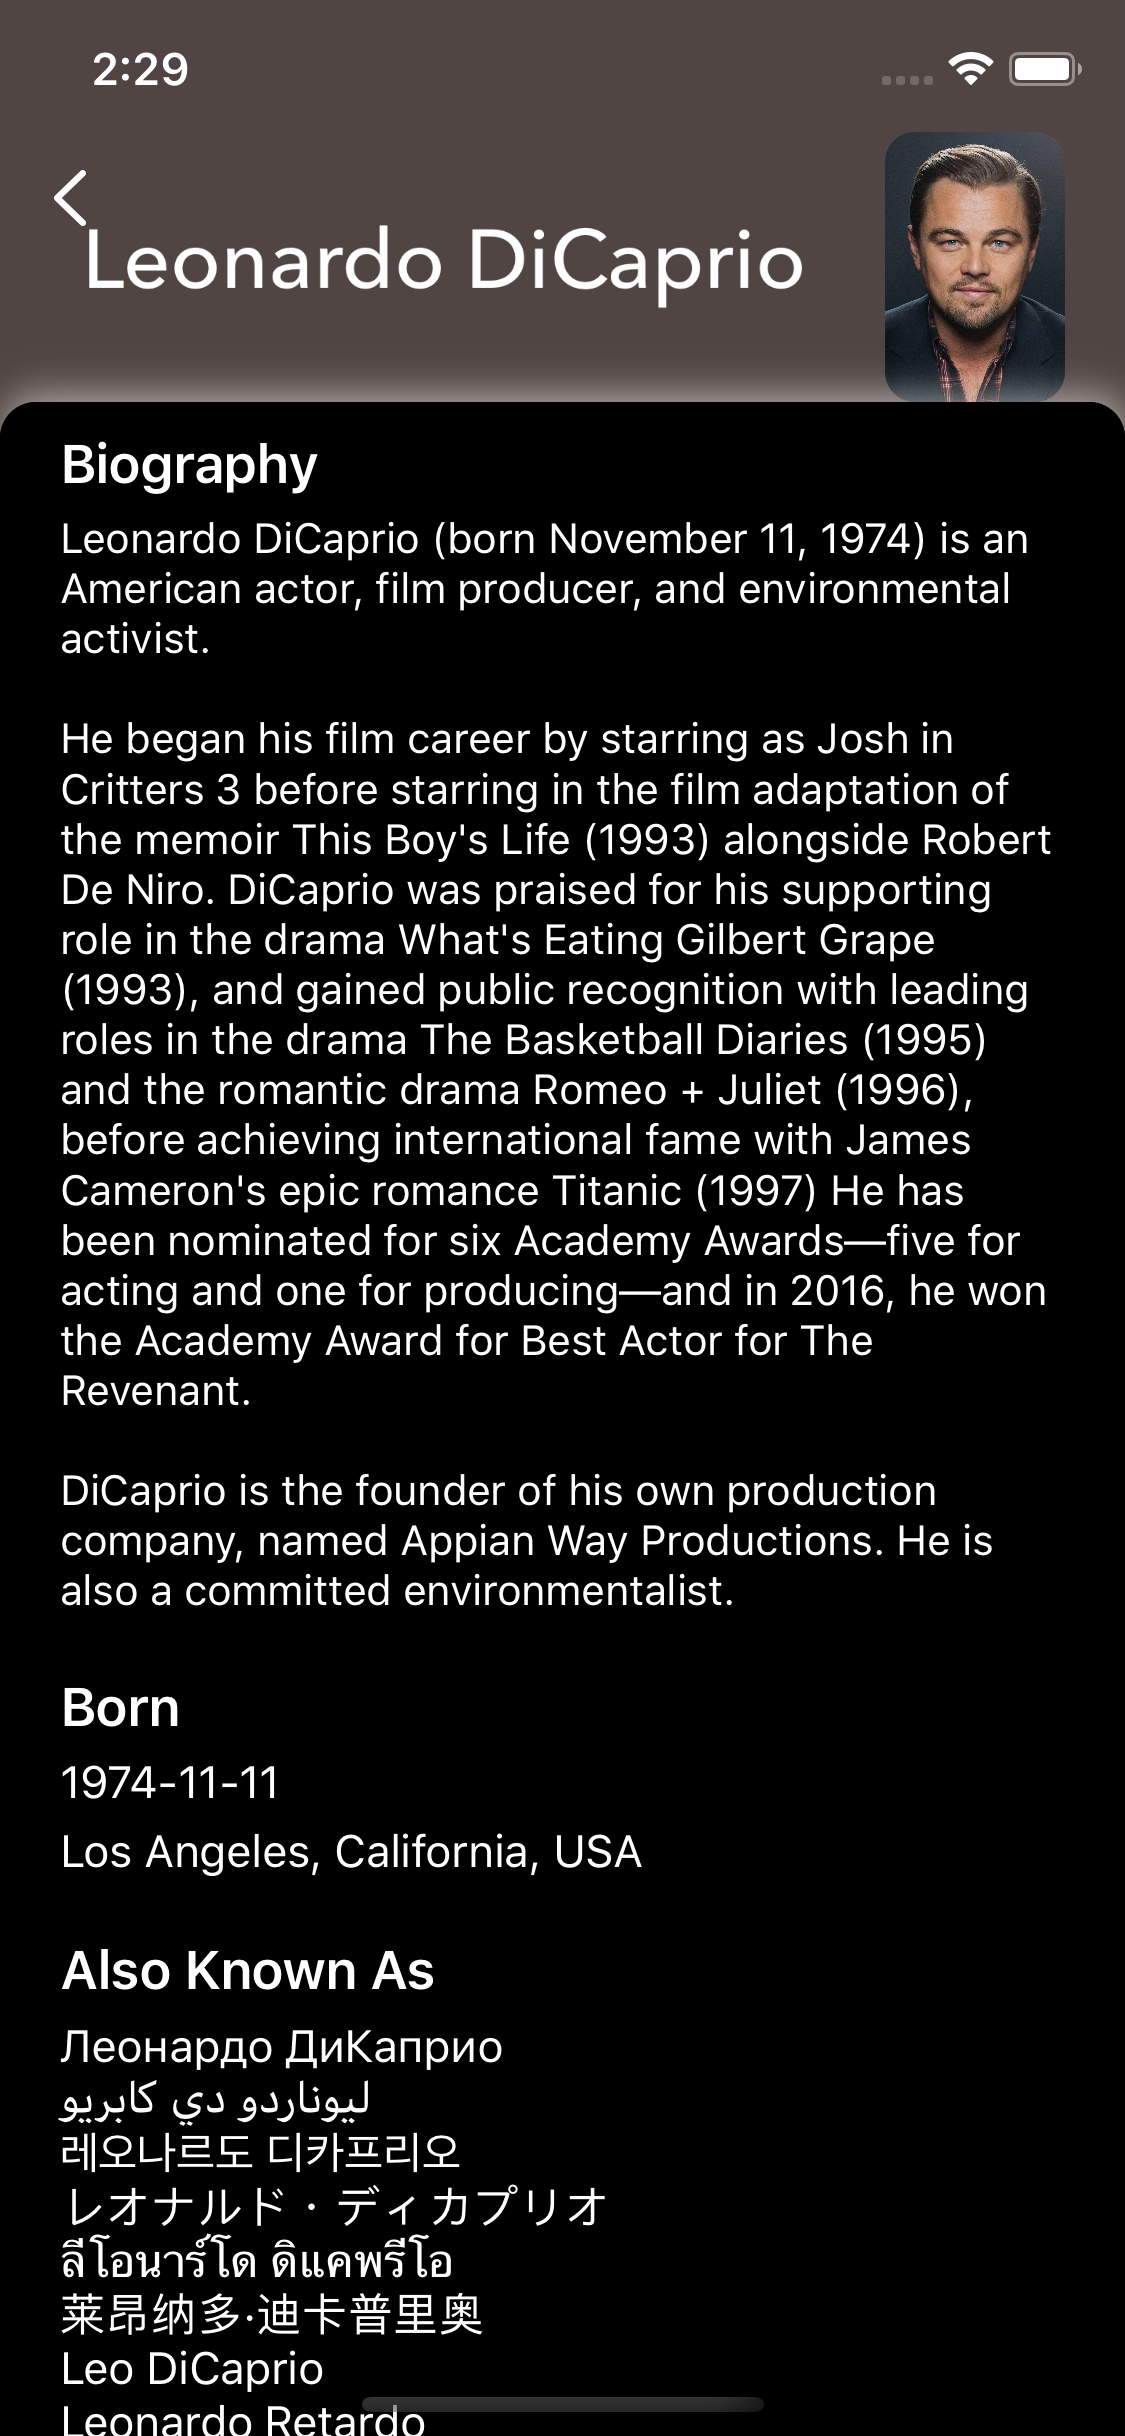 2:29
Leonardo DiCaprio
Biography
Leonardo DiCaprio (born November 11, 1974) is an
American actor, film producer, and environmental
activist.
He began his film career by starring as Josh in
Critters 3 before starring in the film adaptation of
the memoir This Boy's Life (1993) alongside Robert
De Niro. DiCaprio was praised for his supporting
role in the drama What's Eating Gilbert Grape
(1993), and gained public recognition with leading
roles in the drama The Basketball Diaries (1995)
and the romantic drama Romeo + Juliet (1996),
before achieving international fame with James
Cameron's epic romance Titanic (1997) He has
been nominated for six Academy Awards—five for
acting and one for producing—and in 2016, he won
the Academy Award for Best Actor for The
Revenant.
DiCaprio is the founder of his own production
company, named Appian Way Productions. He is
also a committed environmentalist.
Born
1974-11-11
Los Angeles, California, USA
Also Known As
Леонардо ДиКаприо
ليوناردو دي كابريو
레오나르도 디카프리오
レオナルド・ディカプリオ
ลีโอนาร์โด ดิแคพรีโอ
莱昂纳多·迪卡普里奥
Leo DiCaprio
Leonardo Retardo